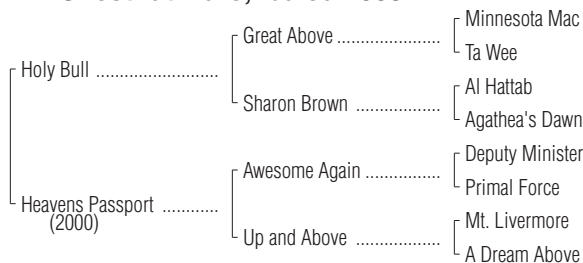 Minnesota Mac
Great Above
Ta Wee
Holy Bull
Al Hattab
Sharon Brown
Agathea's Dawn
Deputy Minister
Awesome Again
Primal Force
Heavens Passport
(2000)
Mt. Livermore
Up and Above
A Dream Above